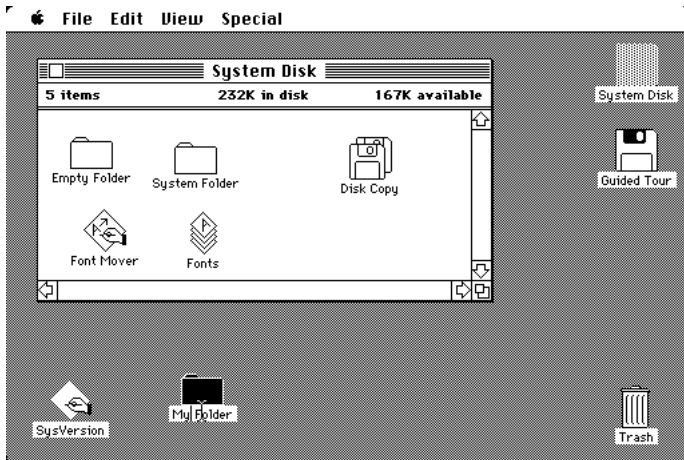 File Edit View Special
System Disk
5 items 232K in disk 167K available
System Disk
Empty Folder System Folder Disk Copy
Guided Tour
Font Mover Fonts
SysVersion My Folder Trash